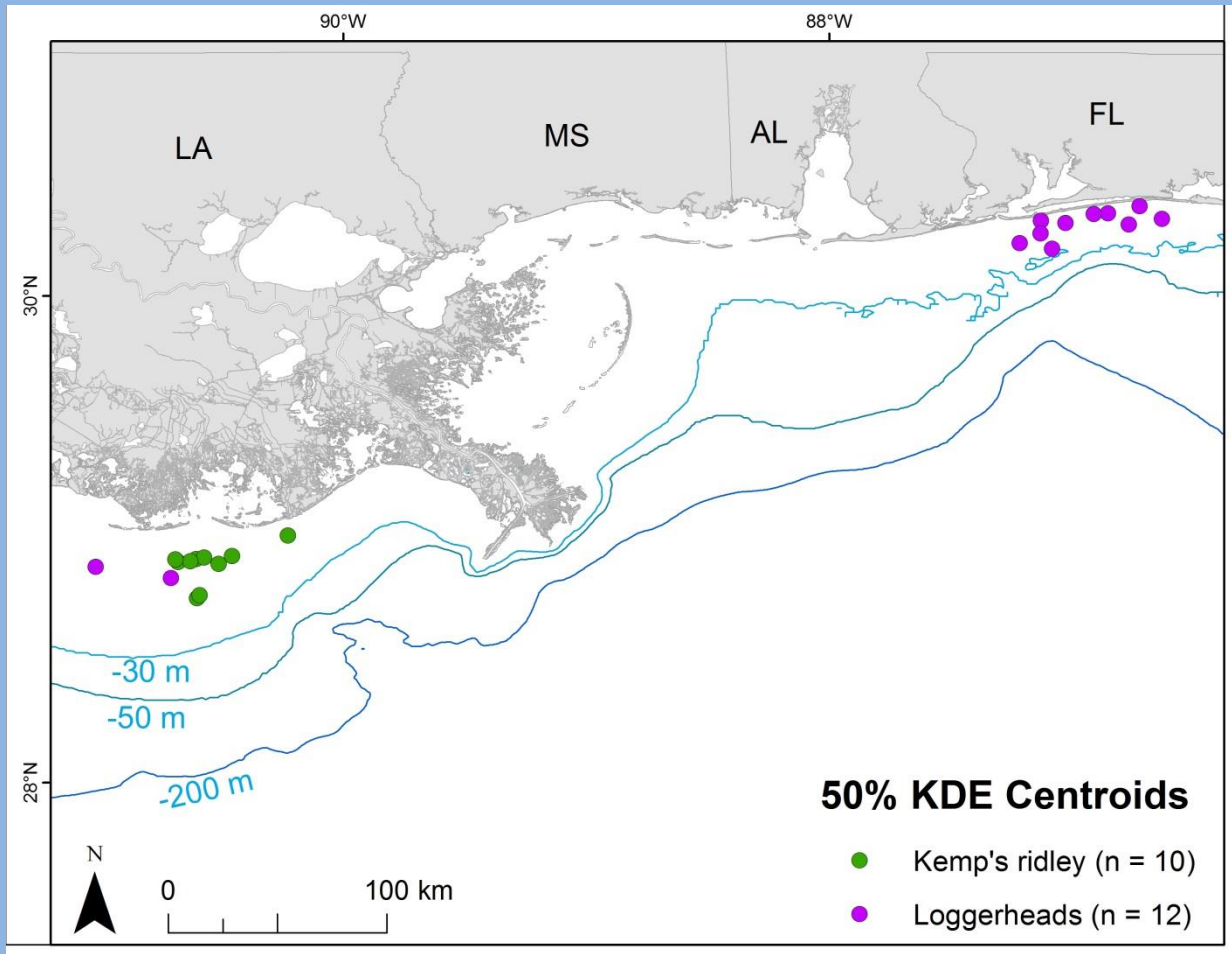 90°W
88°W
LA
MS
AL
FL
30°N
-30 m
-50 m
-200 m
28°N
50% KDE Centroids
Kemp's ridley (n = 10)
Loggerheads (n = 12)
N
0
100 km